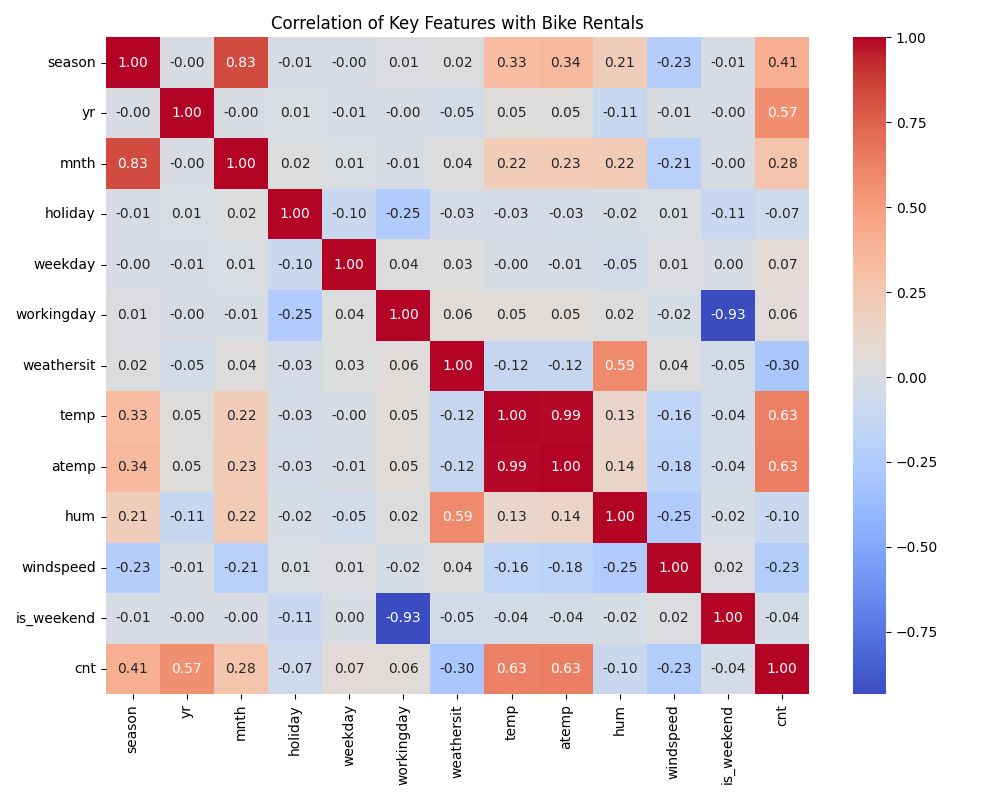 Correlation of Key Features with Bike Rentals
season 1.00 -0.00 0.83 -0.01 -0.00 0.01 0.02 0.33 0.34 0.21 -0.23 -0.01 0.41
yr -0.00 1.00 -0.00 0.01 -0.01 -0.00 -0.05 0.05 0.05 -0.11 -0.01 -0.00 0.57
mnth 0.83 -0.00 1.00 0.02 0.01 -0.01 0.04 0.22 0.23 0.22 -0.21 -0.00 0.28
holiday -0.01 0.01 0.02 1.00 -0.10 -0.25 -0.03 -0.03 -0.03 -0.02 0.01 -0.11 -0.07
weekday -0.00 -0.01 0.01 -0.10 1.00 0.04 0.03 -0.00 -0.01 -0.05 0.01 0.00 0.07
workingday 0.01 -0.00 -0.01 -0.25 0.04 1.00 0.06 0.05 0.05 0.02 -0.02 -0.93 0.06
weathersit 0.02 -0.05 0.04 -0.03 0.03 0.06 1.00 -0.12 -0.12 0.59 0.04 -0.05 -0.30
temp 0.33 0.05 0.22 -0.03 -0.00 0.05 -0.12 1.00 0.99 0.13 -0.16 -0.04 0.63
atemp 0.34 0.05 0.23 -0.03 -0.01 0.05 -0.12 0.99 1.00 0.14 -0.18 -0.04 0.63
hum 0.21 -0.11 0.22 -0.02 -0.05 0.02 0.59 0.13 0.14 1.00 -0.25 -0.02 -0.10
windspeed -0.23 -0.01 -0.21 0.01 0.01 -0.02 0.04 -0.16 -0.18 -0.25 1.00 0.02 -0.23
is_weekend -0.01 -0.00 -0.00 -0.11 0.00 -0.93 -0.05 -0.04 -0.04 -0.02 0.02 1.00 -0.04
cnt 0.41 0.57 0.28 -0.07 0.07 0.06 -0.30 0.63 0.63 -0.10 -0.23 -0.04 1.00
season
yr
mnth
holiday
weekday
workingday
weathersit
temp
atemp
hum
windspeed
is_weekend
cnt
1.00
0.75
0.50
0.25
0.00
−0.25
−0.50
−0.75